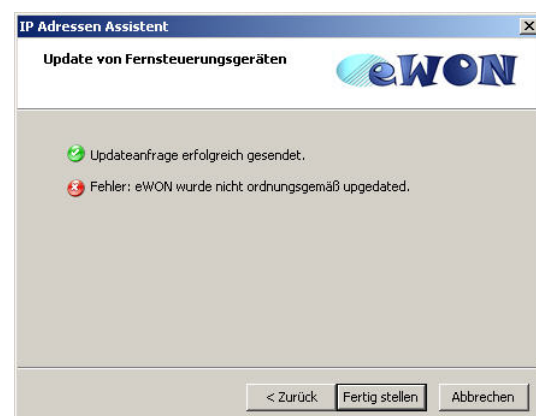 IP Adressen Assistent
Update von Fernsteuerungsgeräten
eWON
Updateanfrage erfolgreich gesendet.
Fehler: eWON wurde nicht ordnungsgemäß upgedated.
< Zurück
Fertig stellen
Abbrechen